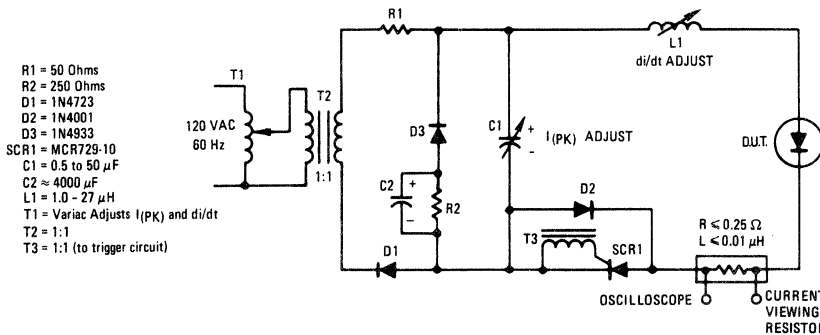 R1 = 50 Ohms
R2 = 250 Ohms
D1 = 1N4723
D2 = 1N4001
D3 = 1N4933
SCR1 = MCR729-10
C1 = 0.5 to 50 μF
C2 ≈ 4000 μF
L1 = 1.0 - 27 μH
T1 = Variac Adjusts I(PK) and di/dt
T2 = 1:1
T3 = 1:1 (to trigger circuit)
T1
120 VAC
60 Hz
T2
1:1
R1
D3
C2
+
−
R2
D1
C1
+
−
I(PK) ADJUST
L1
di/dt ADJUST
D.U.T.
D2
T3
SCR1
R ≤ 0.25 Ω
L ≤ 0.01 μH
OSCILLOSCOPE
CURRENT
VIEWING
RESISTOR